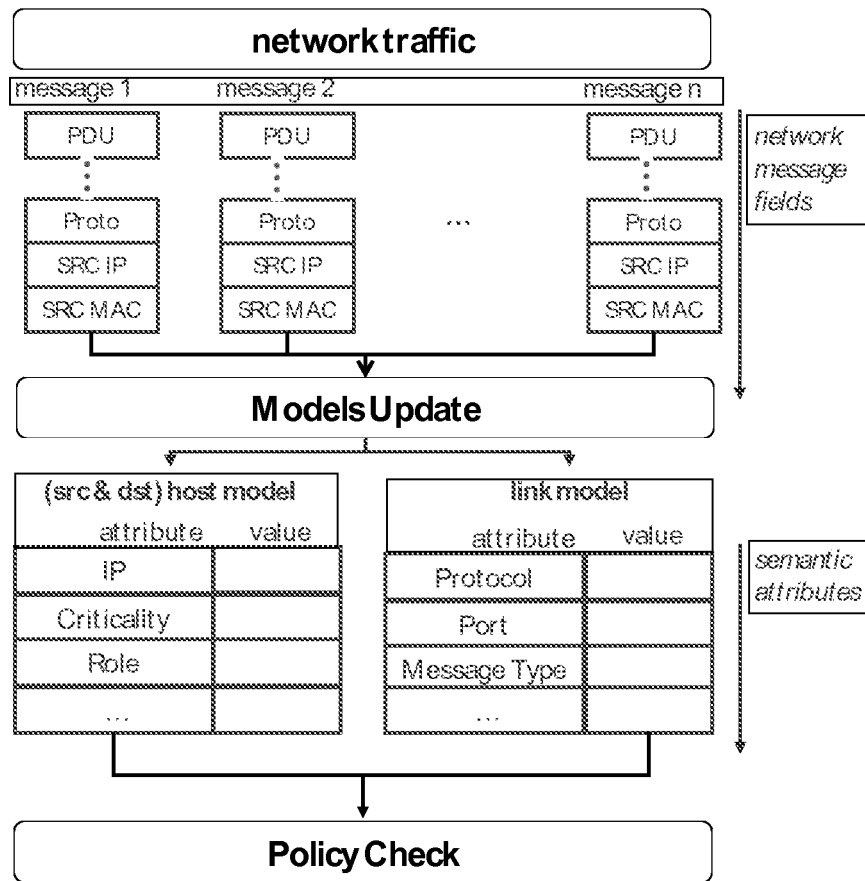 network traffic
message 1 message 2 message n
PDU PDU PDU
Proto Proto ... Proto
SRC IP SRC IP SRC IP
SRC MAC SRC MAC SRC MAC
network
message
fields
Models Update
(src & dst) host model
attribute value
IP
Criticality
Role
...
link model
attribute value
Protocol
Port
Message Type
...
semantic
attributes
Policy Check